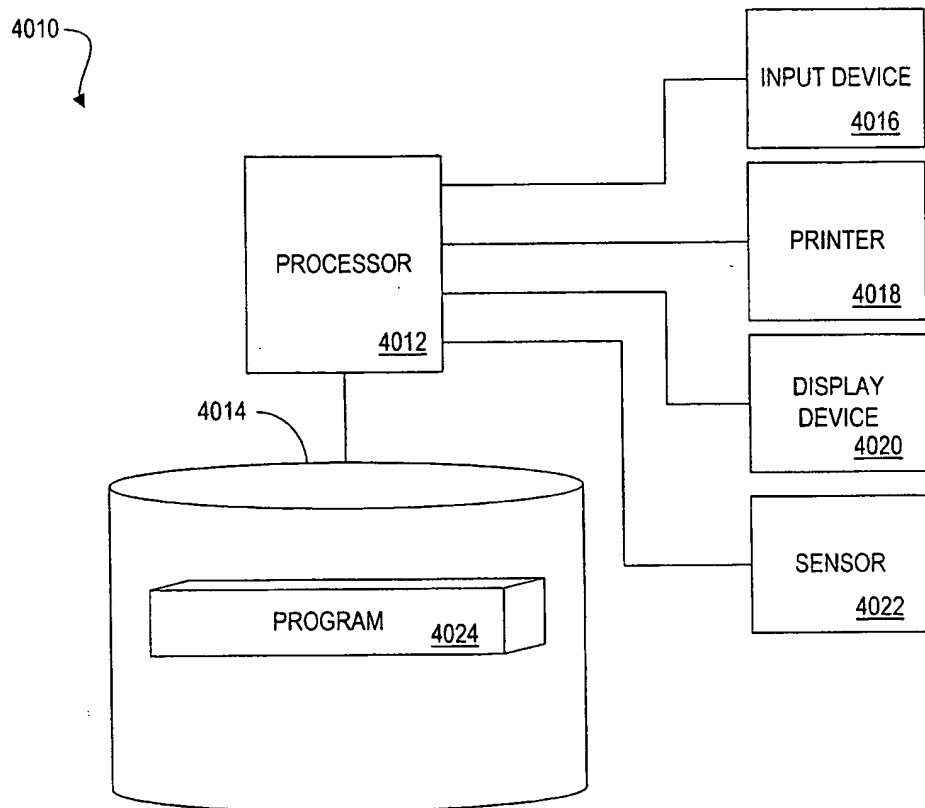 4010
INPUT DEVICE
4016
PROCESSOR
4012
PRINTER
4018
DISPLAY
DEVICE
4020
4014
SENSOR
4022
PROGRAM
4024